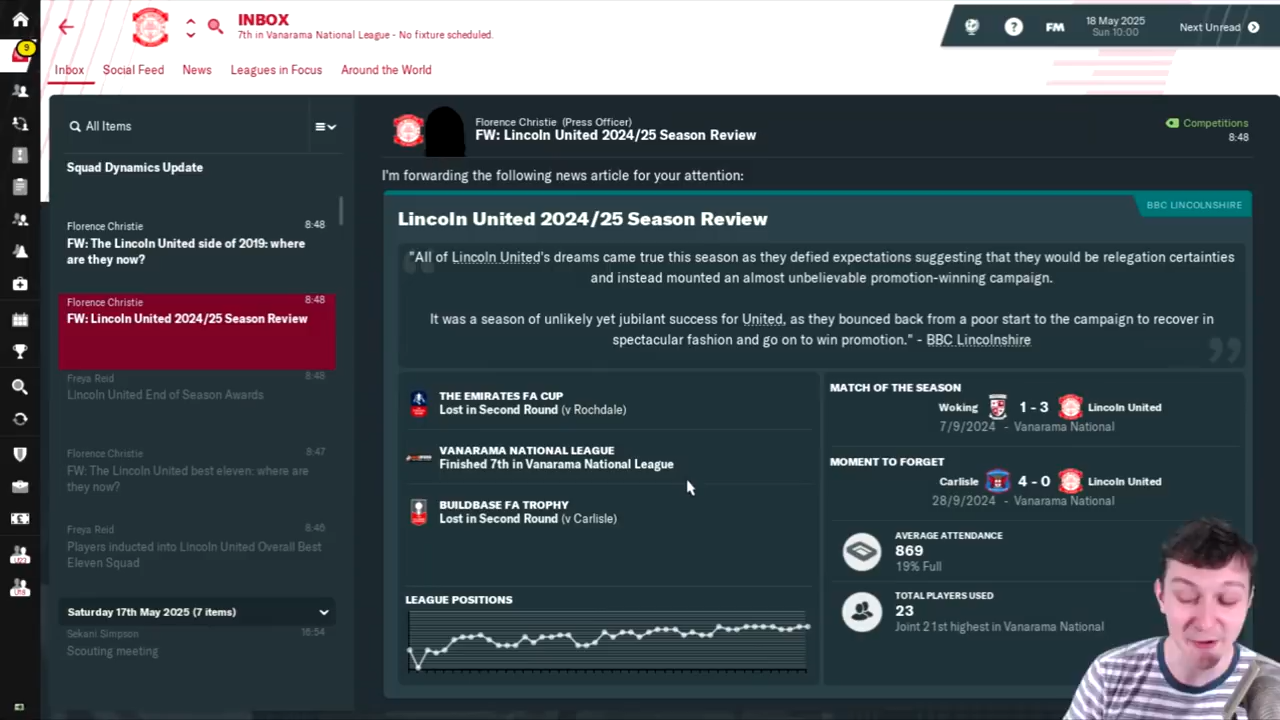 INBOX
7th in Vanarama National League - No fixture scheduled.
FM
18 May 2025
Sun 10:00
Next Unread
9
Inbox
Social Feed
News
Leagues in Focus
Around the World
All Items
Squad Dynamics Update
Florence Christie
8:48
FW: The Lincoln United side of 2019: where
are they now?
Florence Christie
8:48
FW: Lincoln United 2024/25 Season Review
Freya Reid
8:48
Lincoln United End of Season Awards
Florence Christie
8:47
FW: The Lincoln United best eleven: where are
they now?
Freya Reid
8:46
Players inducted into Lincoln United Overall Best
Eleven Squad
Saturday 17th May 2025 (7 items)
Sekani Simpson
16:54
Scouting meeting
U23
U18
Florence Christie (Press Officer)
FW: Lincoln United 2024/25 Season Review
Competitions
8:48
I'm forwarding the following news article for your attention:
BBC LINCOLNSHIRE
Lincoln United 2024/25 Season Review
"All of Lincoln United's dreams came true this season as they defied expectations suggesting that they would be relegation certainties
and instead mounted an almost unbelievable promotion-winning campaign.
It was a season of unlikely yet jubilant success for United, as they bounced back from a poor start to the campaign to recover in
spectacular fashion and go on to win promotion." - BBC Lincolnshire
THE EMIRATES FA CUP
Lost in Second Round (v Rochdale)
VANARAMA NATIONAL LEAGUE
Finished 7th in Vanarama National League
BUILDBASE FA TROPHY
Lost in Second Round (v Carlisle)
LEAGUE POSITIONS
MATCH OF THE SEASON
Woking 1 - 3 Lincoln United
7/9/2024 - Vanarama National
MOMENT TO FORGET
Carlisle 4 - 0 Lincoln United
28/9/2024 - Vanarama National
AVERAGE ATTENDANCE
869
19% Full
TOTAL PLAYERS USED
23
Joint 21st highest in Vanarama National